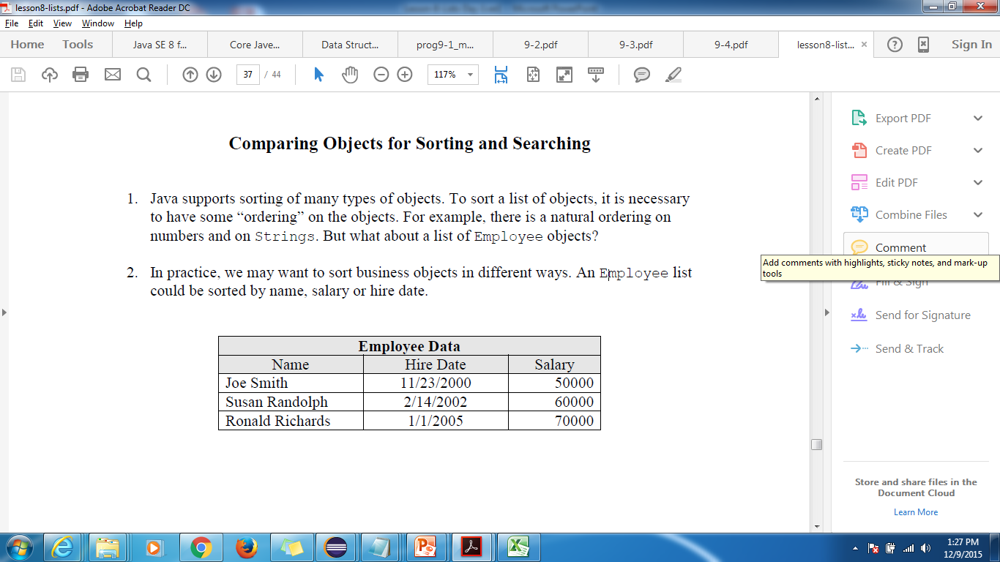 lesson8-lists.pdf - Adobe Acrobat Reader DC
File Edit View Window Help
Home Tools Java SE 8 f... Core Jave... Data Struct... prog9-1_m... 9-2.pdf 9-3.pdf 9-4.pdf lesson8-list... × ? Sign In
37 / 44 117%
Comparing Objects for Sorting and Searching
1. Java supports sorting of many types of objects. To sort a list of objects, it is necessary
to have some “ordering” on the objects. For example, there is a natural ordering on
numbers and on Strings. But what about a list of Employee objects?
2. In practice, we may want to sort business objects in different ways. An Employee list
could be sorted by name, salary or hire date.
Employee Data
Name Hire Date Salary
Joe Smith 11/23/2000 50000
Susan Randolph 2/14/2002 60000
Ronald Richards 1/1/2005 70000
Export PDF
Create PDF
Edit PDF
Combine Files
Comment
Add comments with highlights, sticky notes, and mark-up
tools
Fill & Sign
Send for Signature
Send & Track
Store and share files in the
Document Cloud
Learn More
1:27 PM
12/9/2015